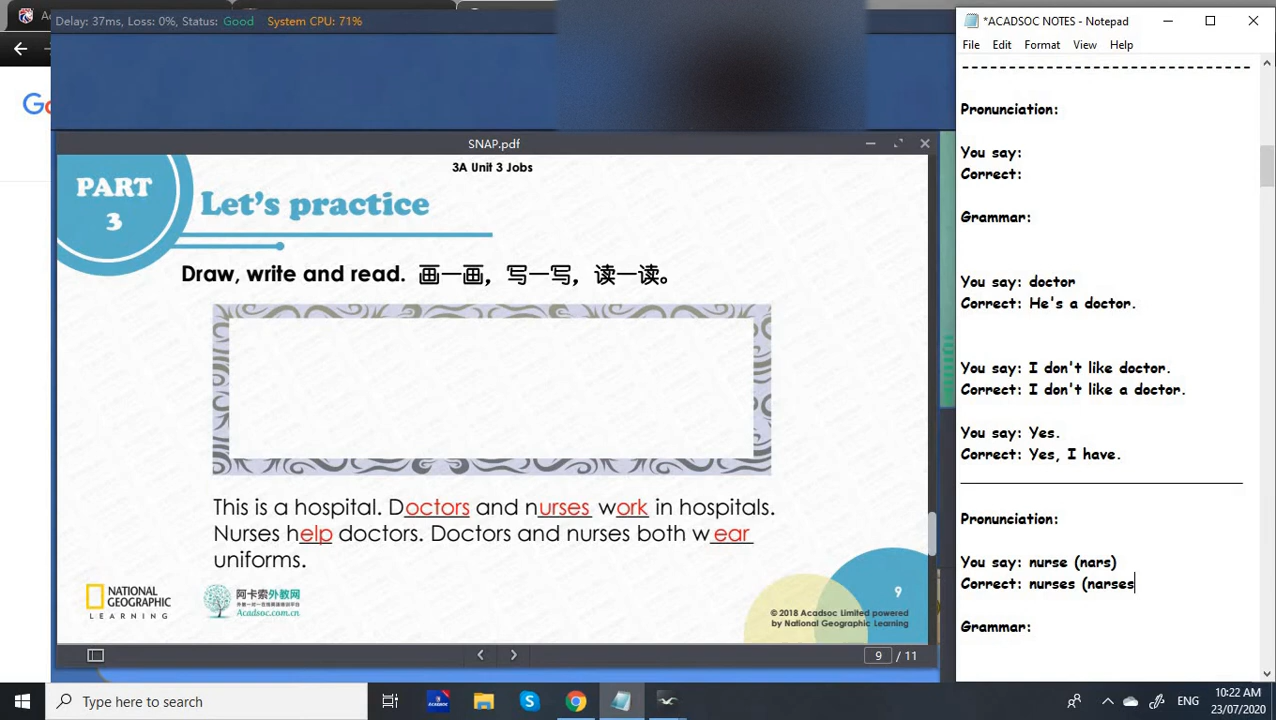 Delay: 37ms, Loss: 0%, Status: Good System CPU: 71%
SNAP.pdf
3A Unit 3 Jobs
PART
3
Let's practice
Draw, write and read. 画一画，写一写，读一读。
This is a hospital. Doctors and nurses work in hospitals.
Nurses help doctors. Doctors and nurses both wear
uniforms.
NATIONAL
GEOGRAPHIC
LEARNING
阿卡索外教网
Acadsoc.com.cn
9
© 2018 Acadsoc Limited powered
by National Geographic Learning
9 / 11
*ACADSOC NOTES - Notepad
File Edit Format View Help
------------------------------
Pronunciation:
You say:
Correct:
Grammar:
You say: doctor
Correct: He's a doctor.
You say: I don't like doctor.
Correct: I don't like a doctor.
You say: Yes.
Correct: Yes, I have.
Pronunciation:
You say: nurse (nars)
Correct: nurses (narses
Grammar:
Type here to search
ENG
10:22 AM
23/07/2020